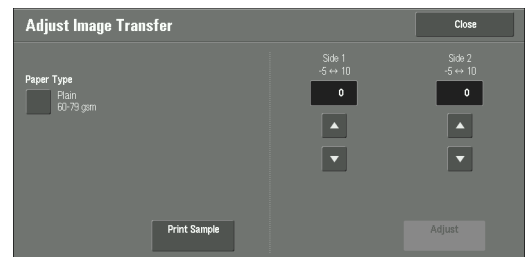 Adjust Image Transfer
Close
Paper Type
Plain
60-79 gsm
Side 1
-5 ↔ 10
0
Side 2
-5 ↔ 10
0
Print Sample
Adjust